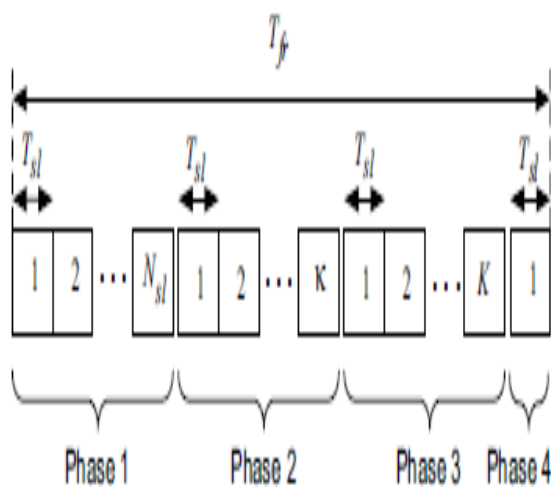 T_fr
T_sl T_sl T_sl T_sl
1 2 ... N_sl 1 2 ... κ 1 2 ... K 1
Phase 1 Phase 2 Phase 3 Phase 4